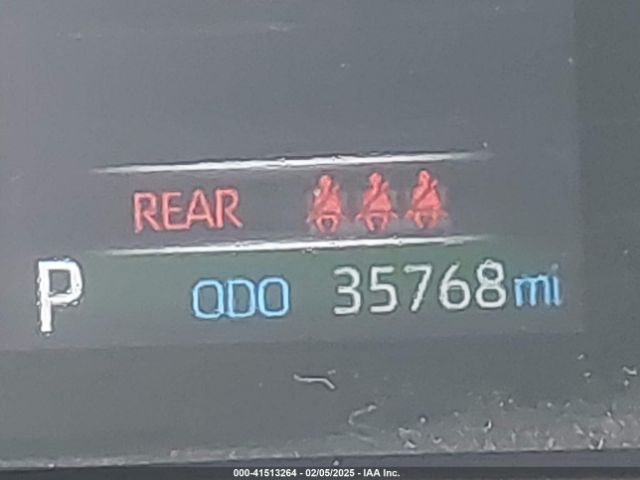 REAR
P ODO 35768 mi
000-41513264 - 02/05/2025 - IAA Inc.